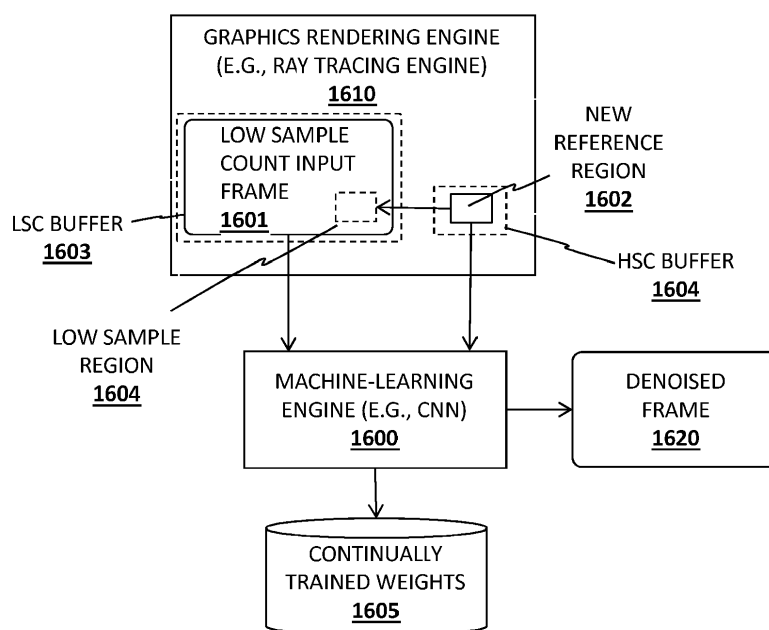 GRAPHICS RENDERING ENGINE
(E.G., RAY TRACING ENGINE)
1610
LOW SAMPLE
COUNT INPUT
FRAME
1601
NEW
REFERENCE
REGION
1602
LSC BUFFER
1603
HSC BUFFER
1604
LOW SAMPLE
REGION
1604
MACHINE-LEARNING
ENGINE (E.G., CNN)
1600
DENOISED
FRAME
1620
CONTINUALLY
TRAINED WEIGHTS
1605